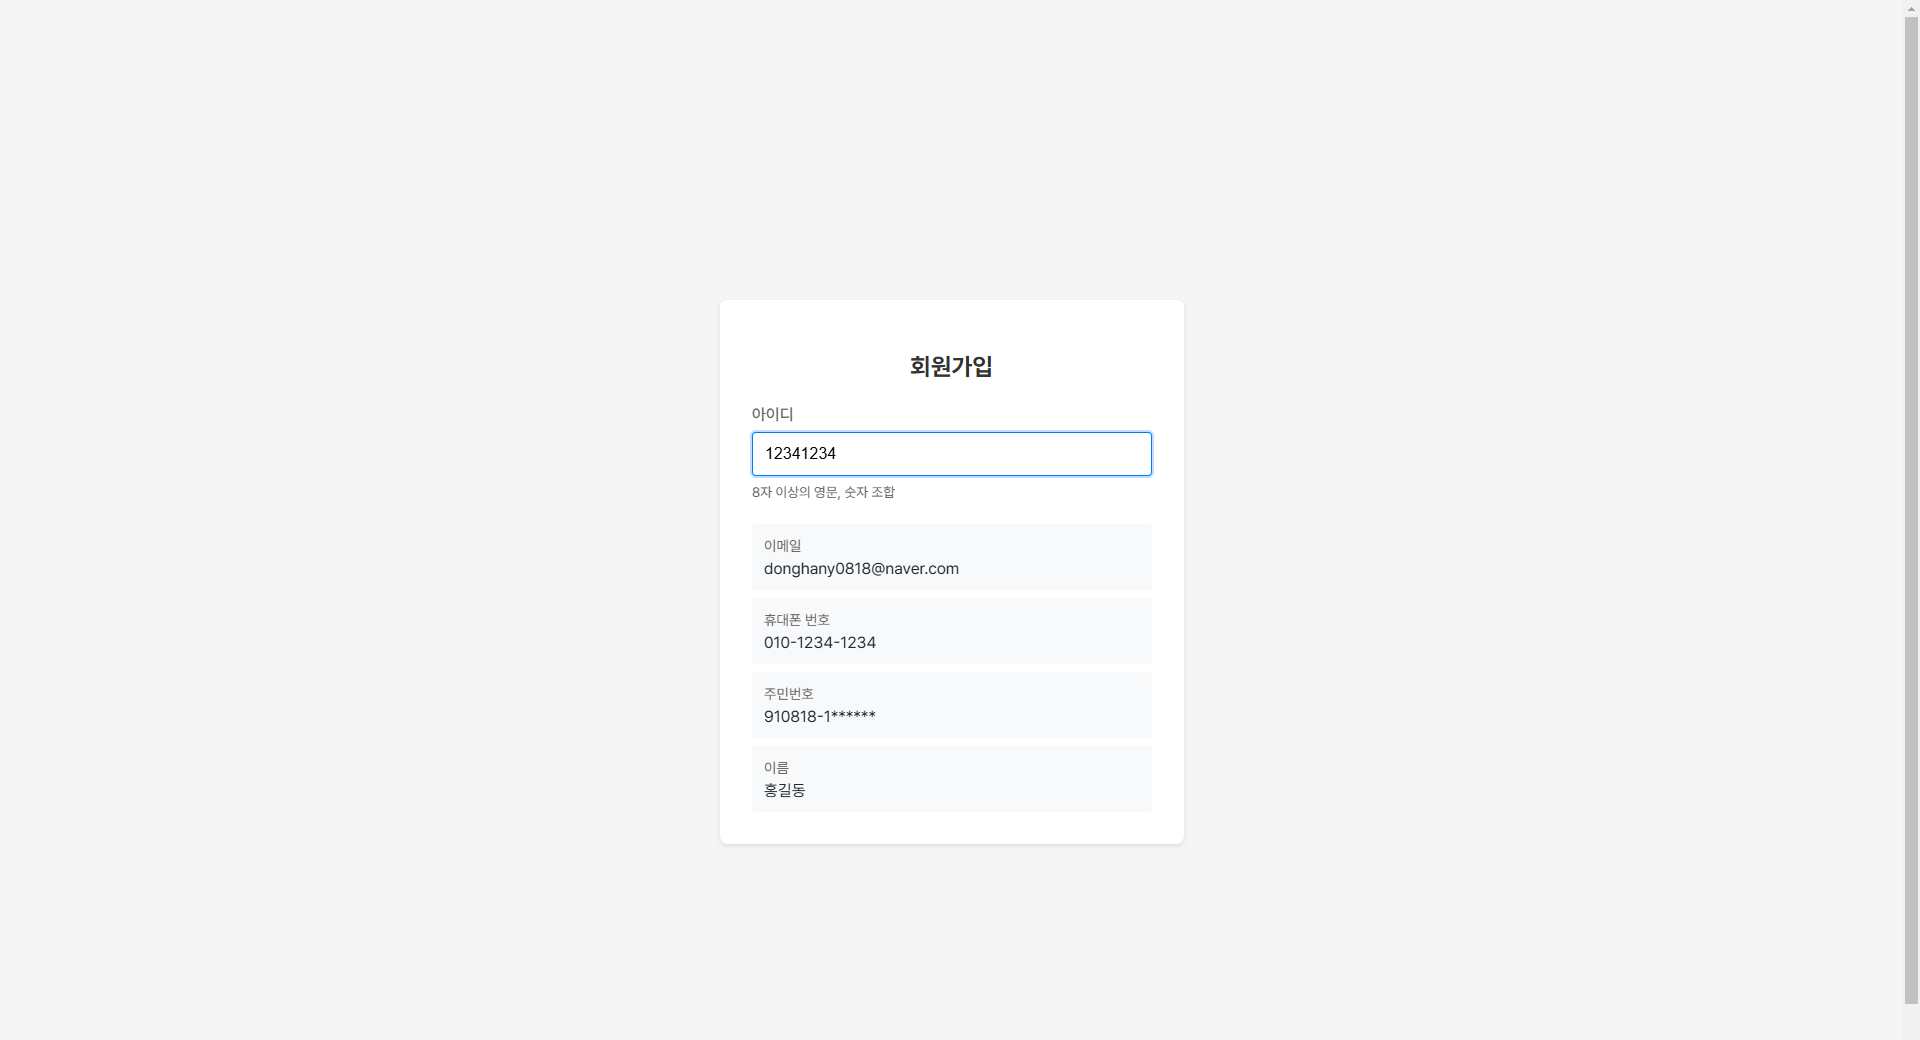 회원가입
아이디
12341234
8자 이상의 영문, 숫자 조합
이메일
donghany0818@naver.com
휴대폰 번호
010-1234-1234
주민번호
910818-1******
이름
홍길동